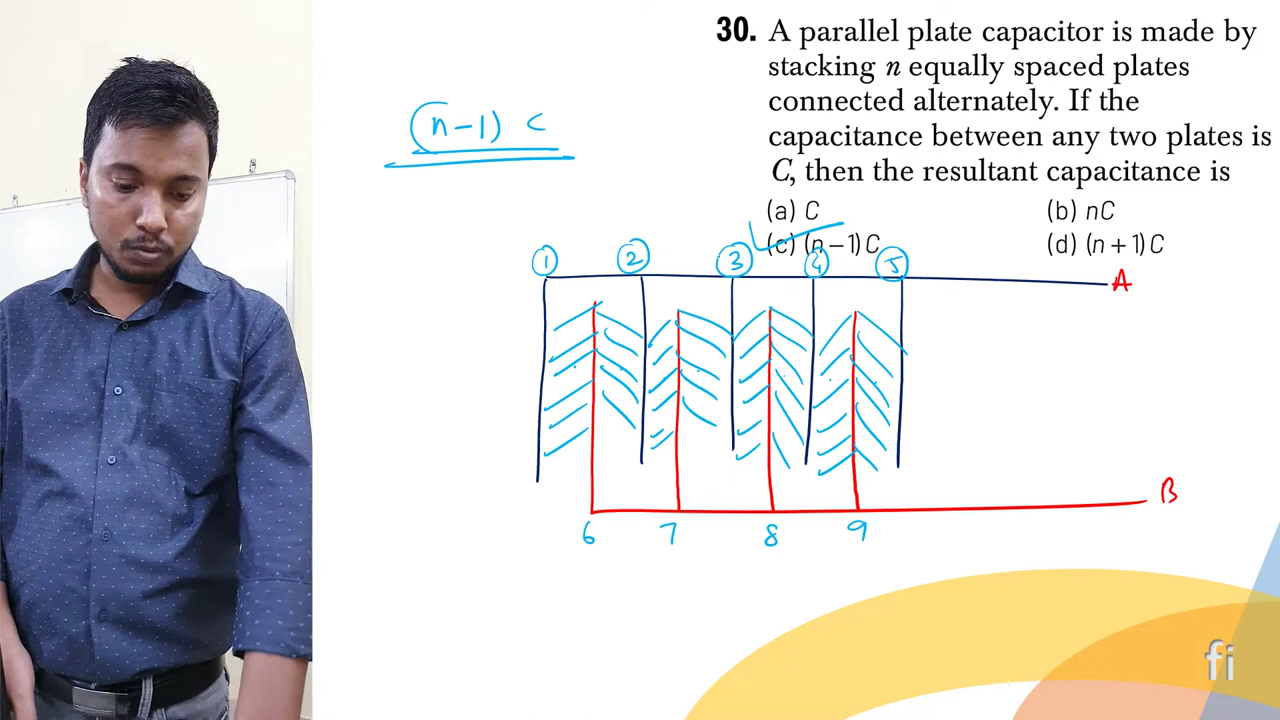 30. A parallel plate capacitor is made by
stacking n equally spaced plates
connected alternately. If the
capacitance between any two plates is
C, then the resultant capacitance is
(a) C
(b) nC
(c) (n−1)C
(d) (n+1)C
(n-1) C
1 2 3 4 5
A
B
6 7 8 9
fi